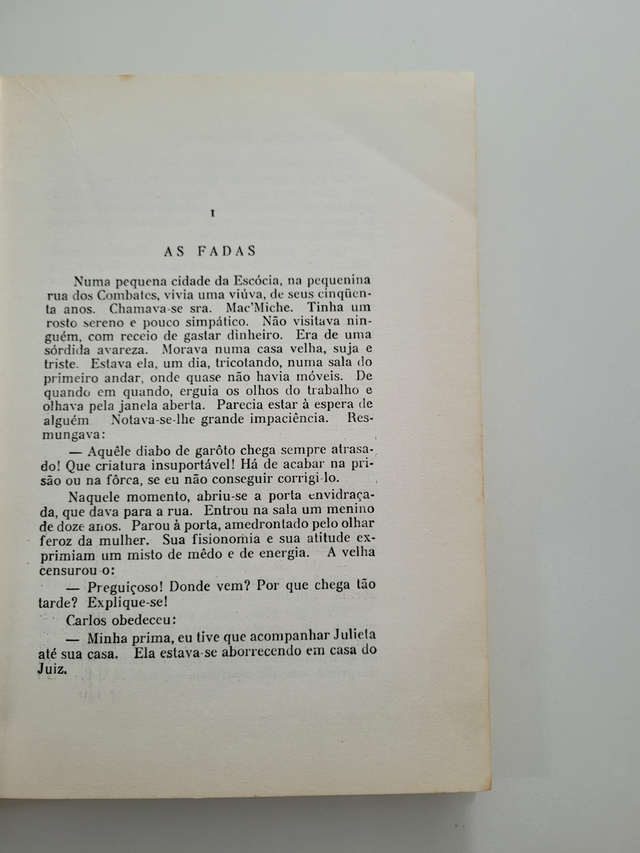 I
AS FADAS
Numa pequena cidade da Escócia, na pequenina
rua dos Combates, vivia uma viúva, de seus cinqüen-
ta anos. Chamava-se sra. Mac'Miche. Tinha um
rosto sereno e pouco simpático. Não visitava nin-
guém, com receio de gastar dinheiro. Era de uma
sórdida avareza. Morava numa casa velha, suja e
triste. Estava ela, um dia, tricotando, numa sala do
primeiro andar, onde quase não havia móveis. De
quando em quando, erguia os olhos do trabalho e
olhava pela janela aberta. Parecia estar à espera de
alguém Notava-se-lhe grande impaciência. Res-
mungava:
— Aquêle diabo de garôto chega sempre atrasa-
do! Que criatura insuportável! Há de acabar na pri-
são ou na fôrca, se eu não conseguir corrigi-lo.
Naquele momento, abriu-se a porta envidraça-
da, que dava para a rua. Entrou na sala um menino
de doze anos. Parou à porta, amedrontado pelo olhar
feroz da mulher. Sua fisionomia e sua atitude ex-
primiam um misto de mêdo e de energia. A velha
censurou o:
— Preguiçoso! Donde vem? Por que chega tão
tarde? Explique-se!
Carlos obedeceu:
— Minha prima, eu tive que acompanhar Julieta
até sua casa. Ela estava-se aborrecendo em casa do
Juiz.